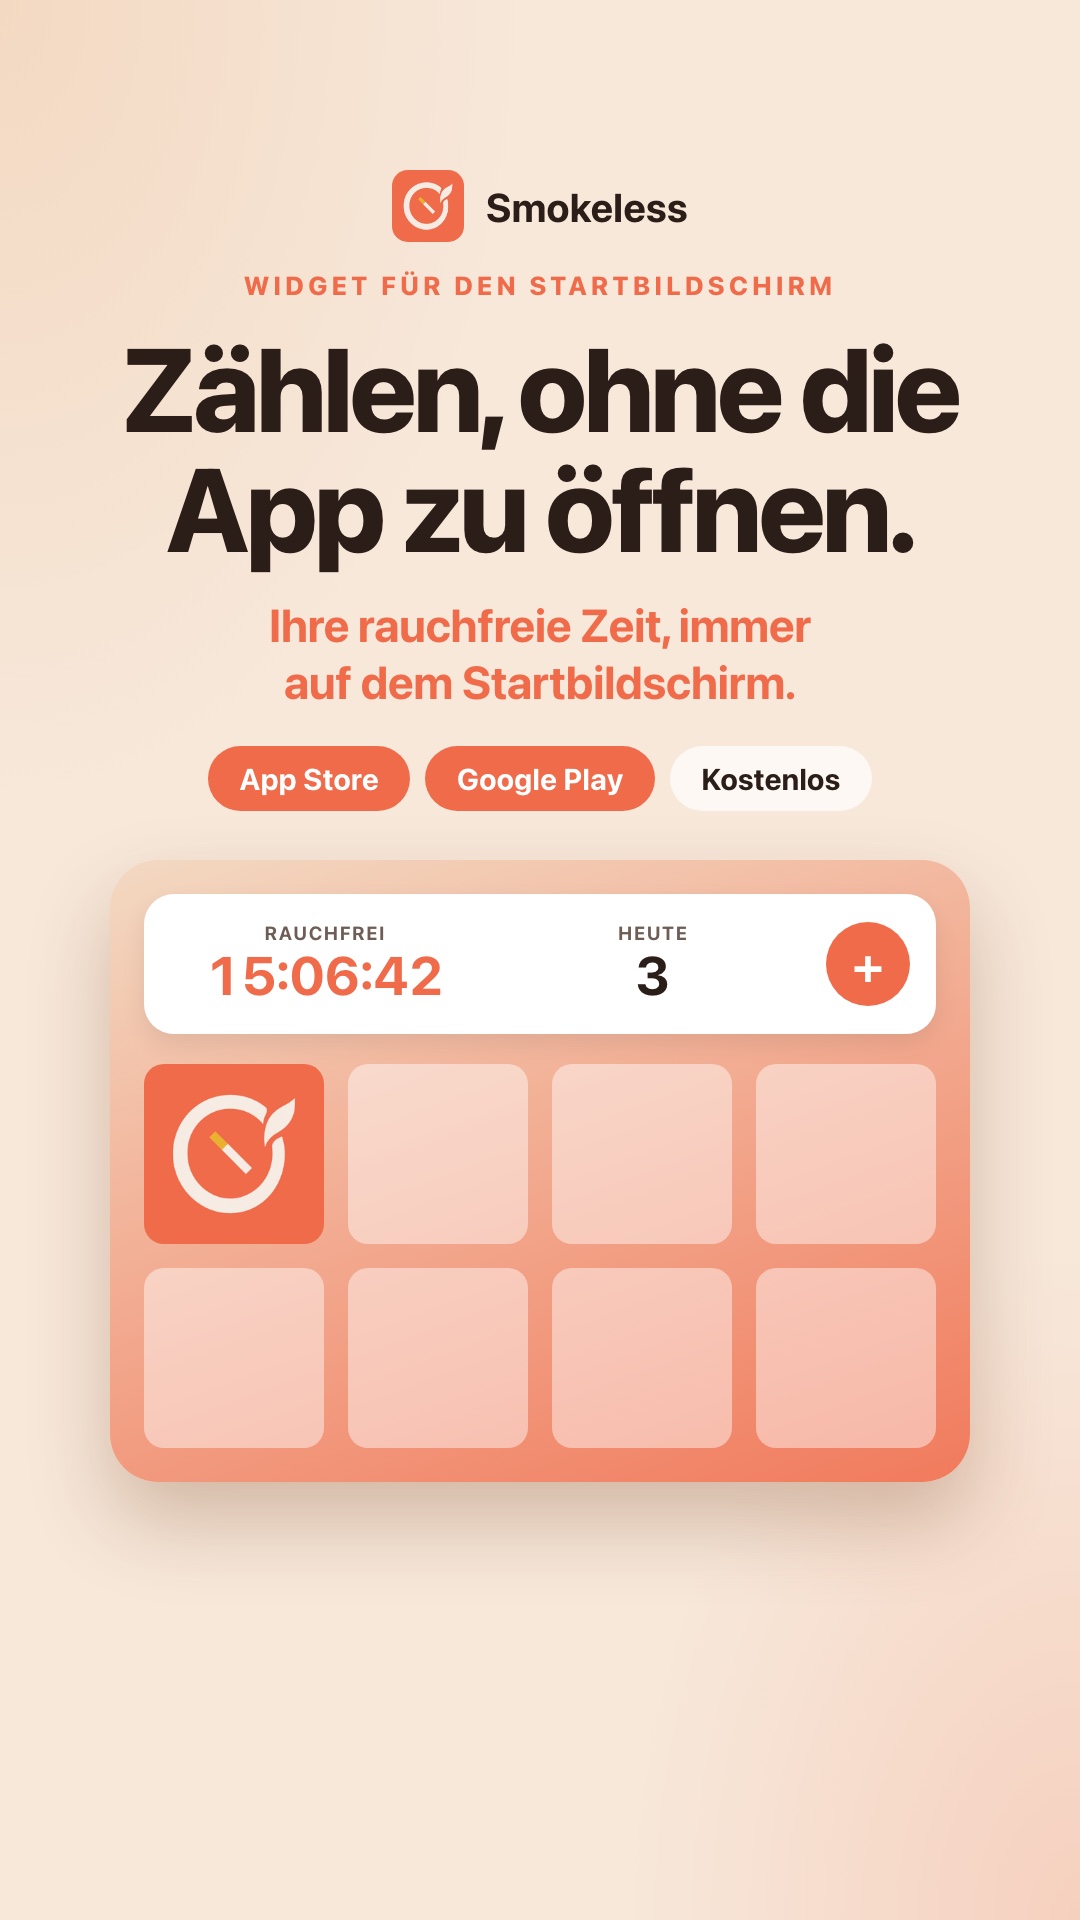 Smokeless
WIDGET FÜR DEN STARTBILDSCHIRM
Zählen, ohne die
App zu öffnen.
Ihre rauchfreie Zeit, immer
auf dem Startbildschirm.
App Store Google Play Kostenlos
RAUCHFREI HEUTE
15:06:42 3 +